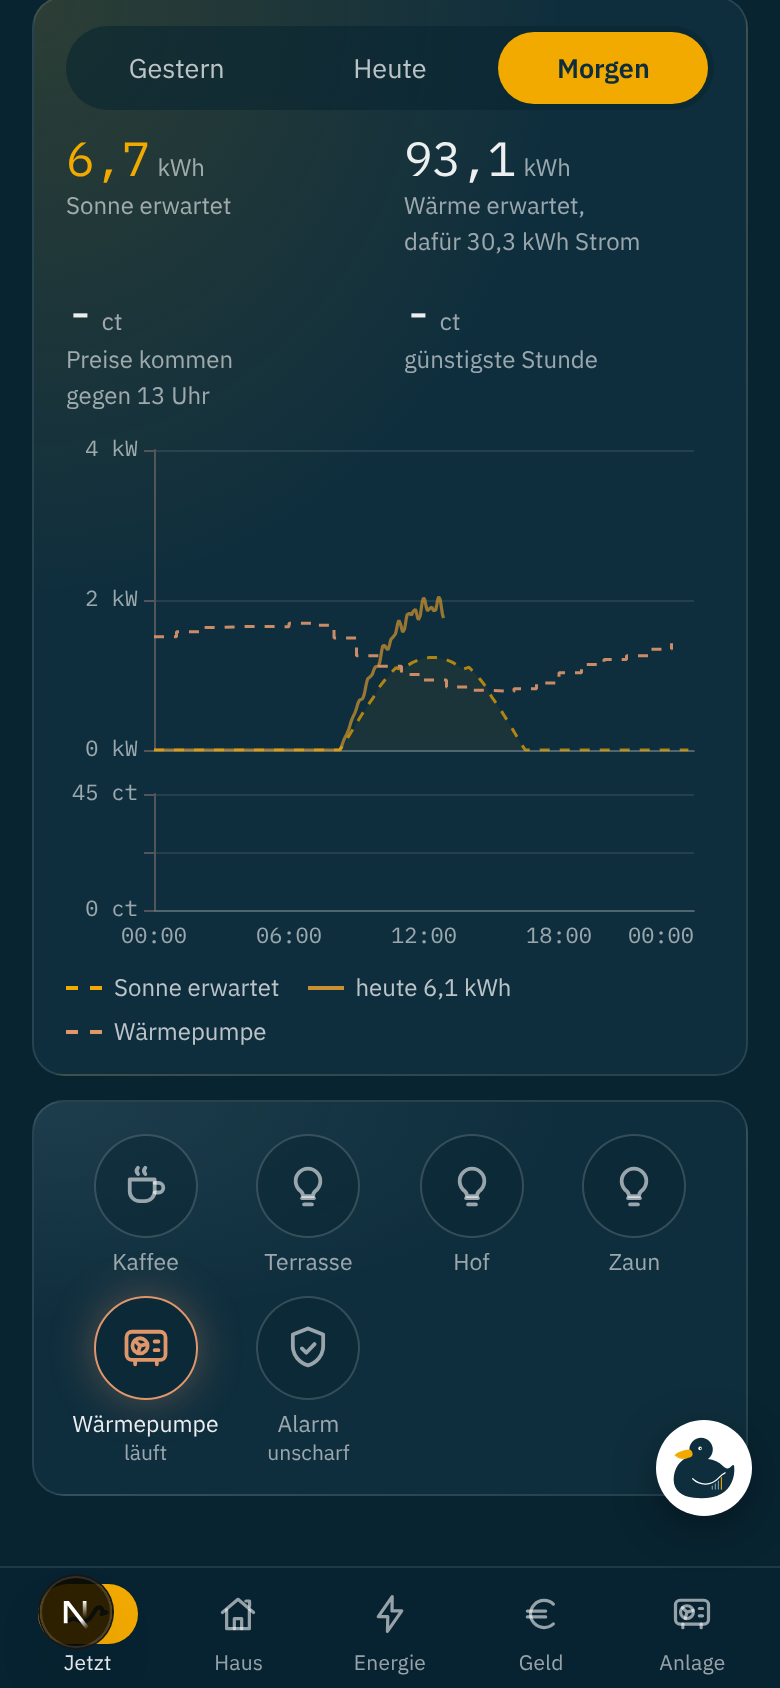 Gestern Heute Morgen
6,7 kWh 93,1 kWh
Sonne erwartet Wärme erwartet,
dafür 30,3 kWh Strom
- ct - ct
Preise kommen günstigste Stunde
gegen 13 Uhr
4 kW
2 kW
0 kW
45 ct
0 ct
00:00 06:00 12:00 18:00 00:00
Sonne erwartet heute 6,1 kWh
Wärmepumpe
Kaffee Terrasse Hof Zaun
Wärmepumpe Alarm
läuft unscharf
N
Jetzt Haus Energie Geld Anlage